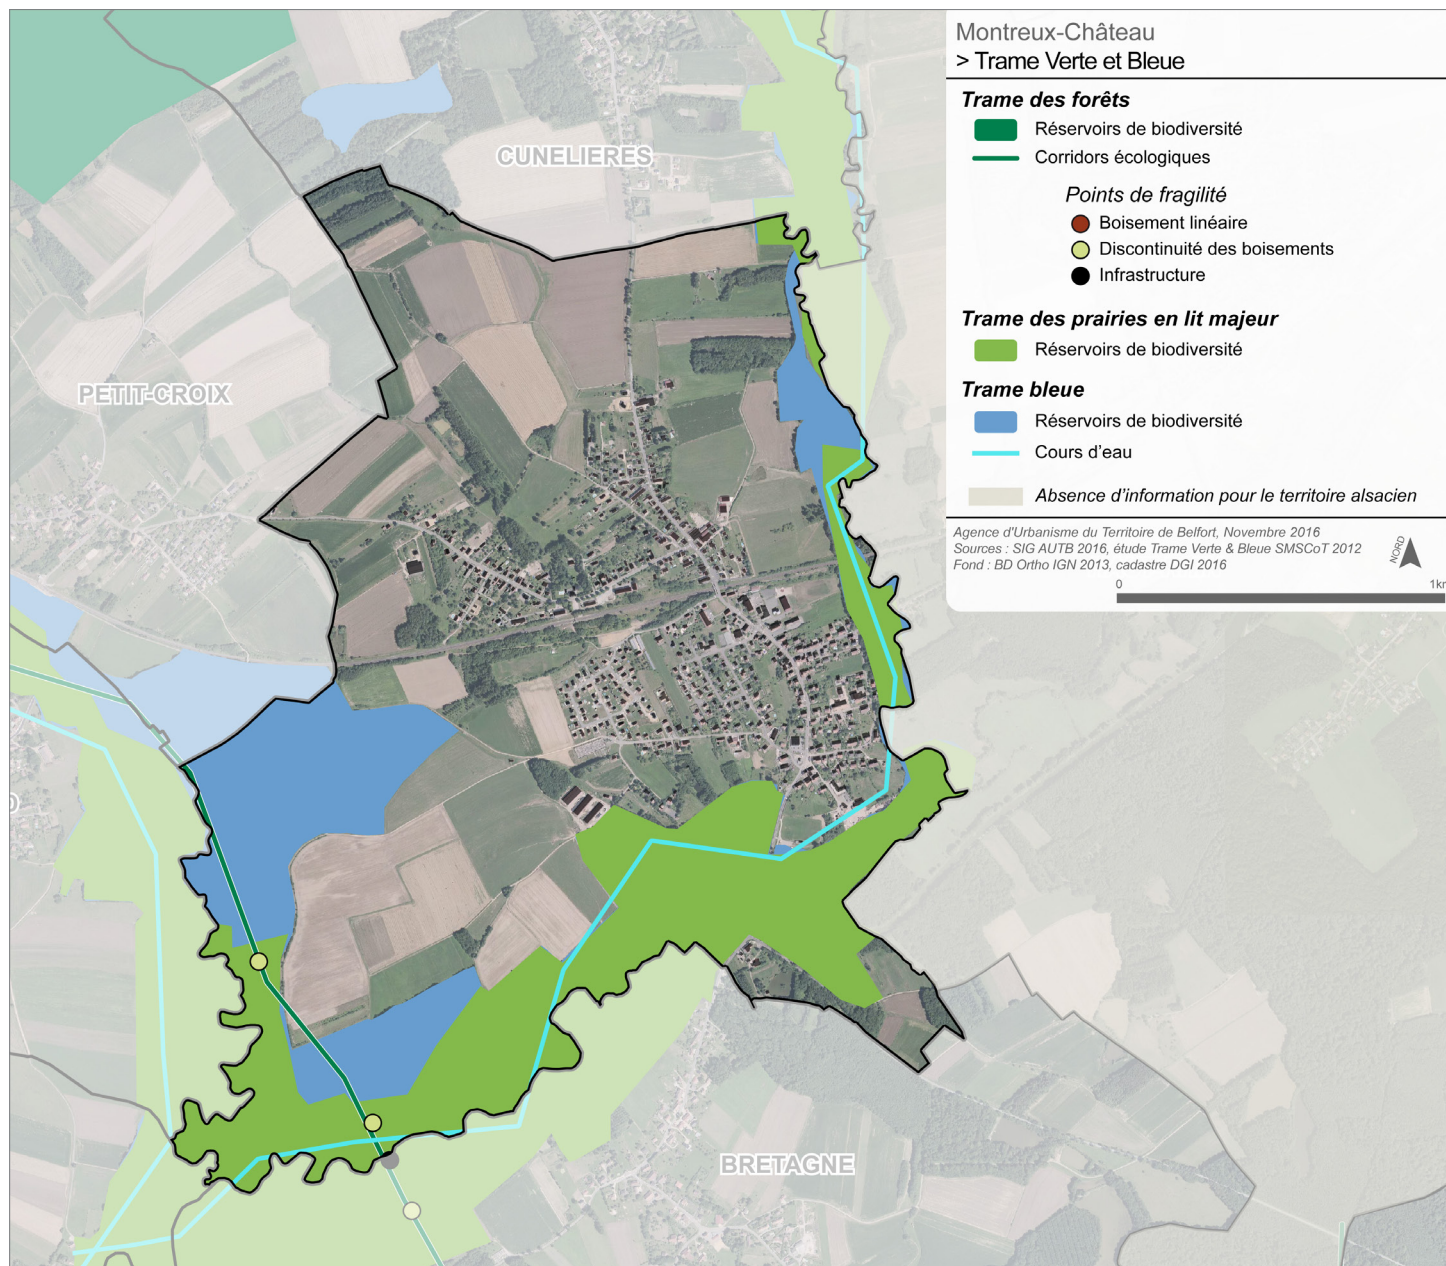 Montreux-Château
> Trame Verte et Bleue
Trame des forêts
Réservoirs de biodiversité
Corridors écologiques
Points de fragilité
Boisement linéaire
Discontinuité des boisements
Infrastructure
Trame des prairies en lit majeur
Réservoirs de biodiversité
Trame bleue
Réservoirs de biodiversité
Cours d'eau
Absence d'information pour le territoire alsacien
Agence d'Urbanisme du Territoire de Belfort, Novembre 2016
Sources : SIG AUTB 2016, étude Trame Verte & Bleue SMSCoT 2012
Fond : BD Ortho IGN 2013, cadastre DGI 2016
NORD
0 1km
CUNELIERES
PETIT-CROIX
BRETAGNE